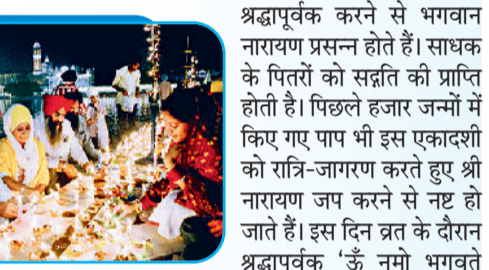 श्रद्धापूर्वक करने से भगवान
नारायण प्रसन्न होते हैं। साधक
के पितरों को सद्गति की प्राप्ति
होती है। पिछले हजार जन्मों में
किए गए पाप भी इस एकादशी
को रात्रि-जागरण करते हुए श्री
नारायण जप करने से नष्ट हो
जाते हैं। इस दिन व्रत के दौरान
श्रद्धापूर्वक ‘ॐ नमो भगवते